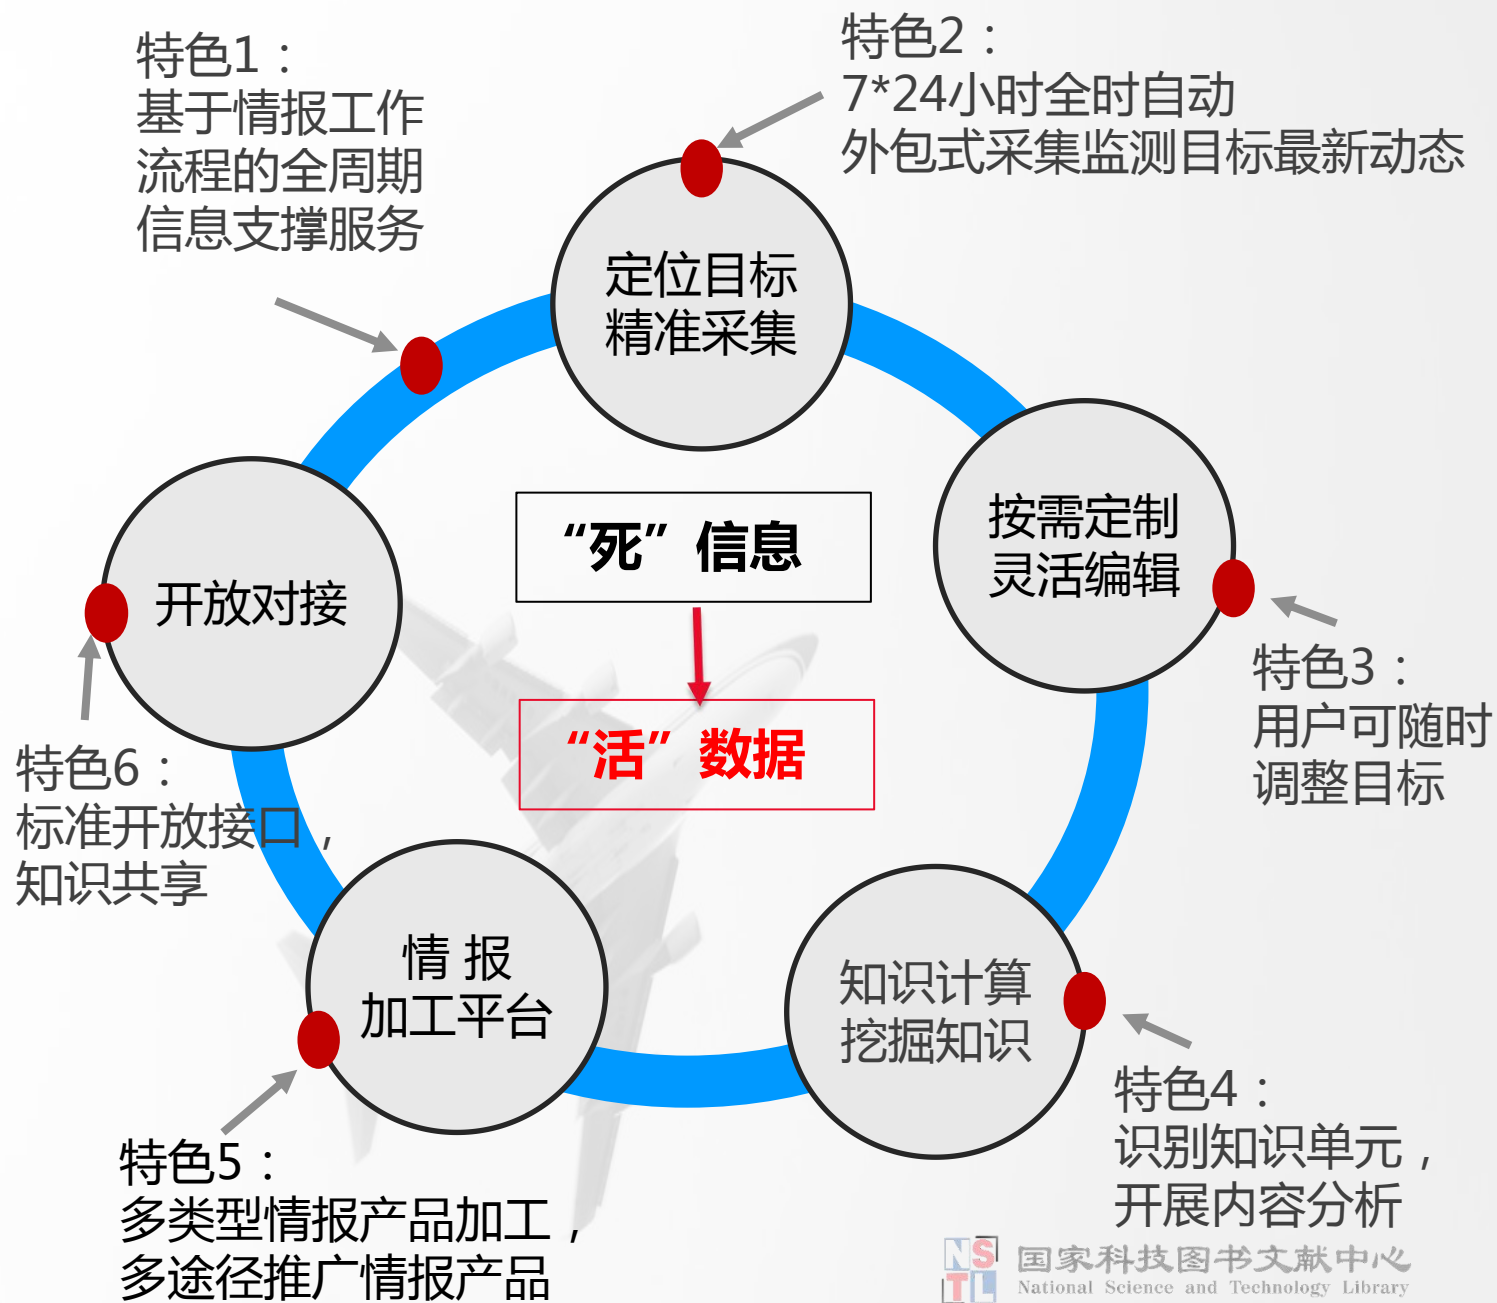 特色1：
基于情报工作
流程的全周期
信息支撑服务
特色2：
7*24小时全时自动
外包式采集监测目标最新动态
定位目标
精准采集
按需定制
灵活编辑
特色3：
用户可随时
调整目标
“死”信息
“活”数据
开放对接
特色6：
标准开放接口，
知识共享
情 报
加工平台
知识计算
挖掘知识
特色4：
识别知识单元，
开展内容分析
特色5：
多类型情报产品加工，
多途径推广情报产品
NS
TL
国家科技图书文献中心
National Science and Technology Library